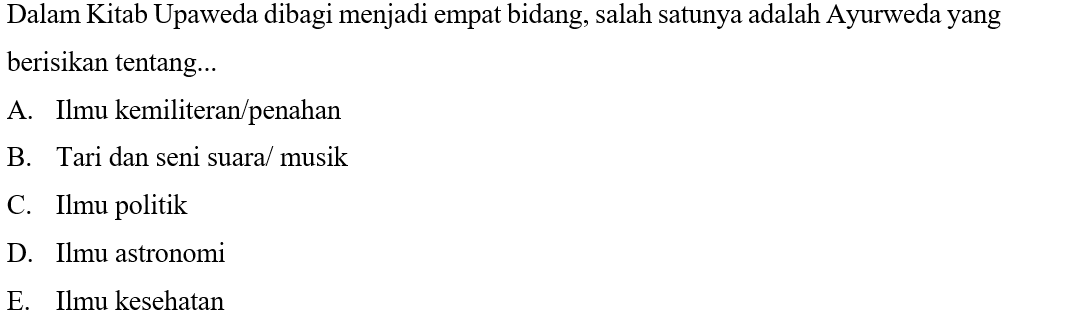 Dalam Kitab Upaweda dibagi menjadi empat bidang, salah satunya adalah Ayurweda yang
berisikan tentang...
A. Ilmu kemiliteran/penahan
B. Tari dan seni suara/ musik
C. Ilmu politik
D. Ilmu astronomi
E. Ilmu kesehatan